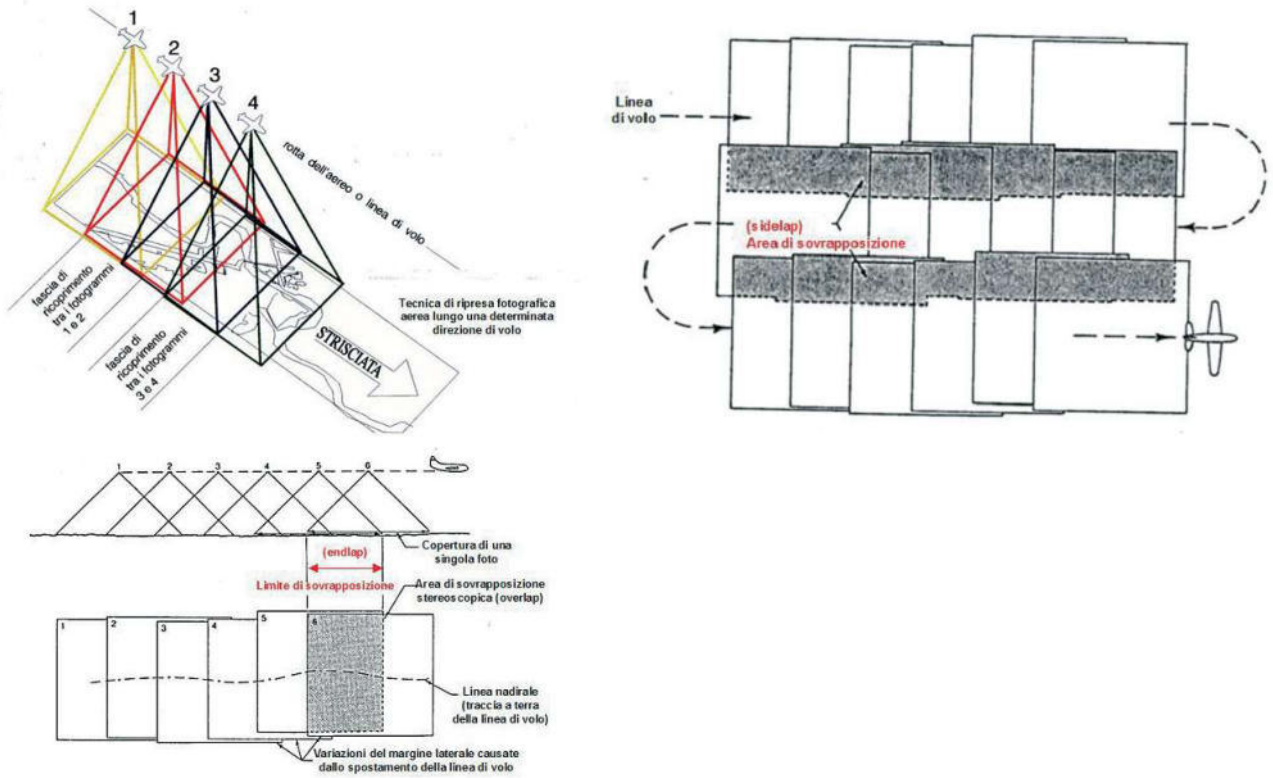 1
2
3
4
rotta dell'aereo o linea di volo
fascia di
ricoprimento
tra i fotogrammi
1 e 2
fascia di
ricoprimento
tra i fotogrammi
3 e 4
STRISCIATA
Tecnica di ripresa fotografica
aerea lungo una determinata
direzione di volo
Linea
di volo
(sidelap)
Area di sovrapposizione
1 2 3 4 5 6
Copertura di una
singola foto
(endlap)
Limite di sovrapposizione
Area di sovrapposizione
stereoscopica (overlap)
1 2 3 4 5 6
Linea nadirale
(traccia a terra
della linea di volo)
Variazioni del margine laterale causate
dallo spostamento della linea di volo